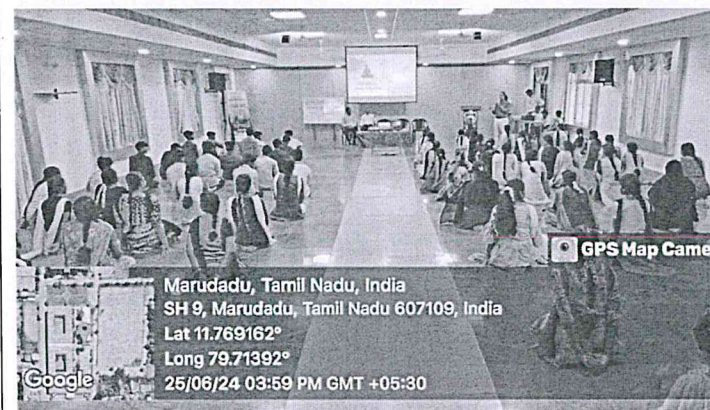 GPS Map Came
Marudadu, Tamil Nadu, India
SH 9, Marudadu, Tamil Nadu 607109, India
Lat 11.769162°
Long 79.71392°
25/06/24 03:59 PM GMT +05:30
Google